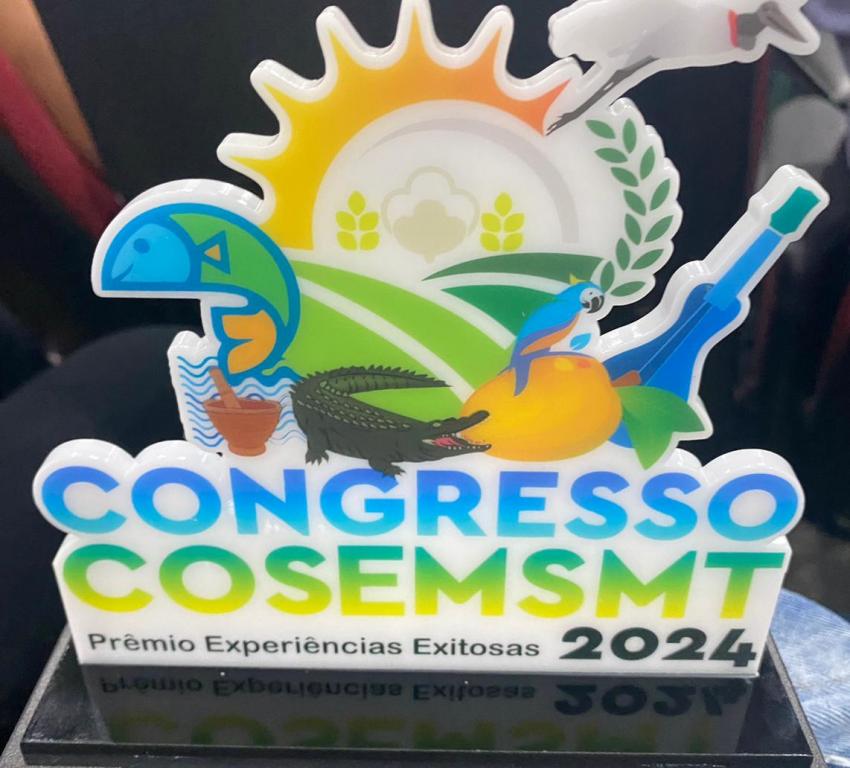 CONGRESSO
COSEMSMT
Prêmio Experiências Exitosas 2024